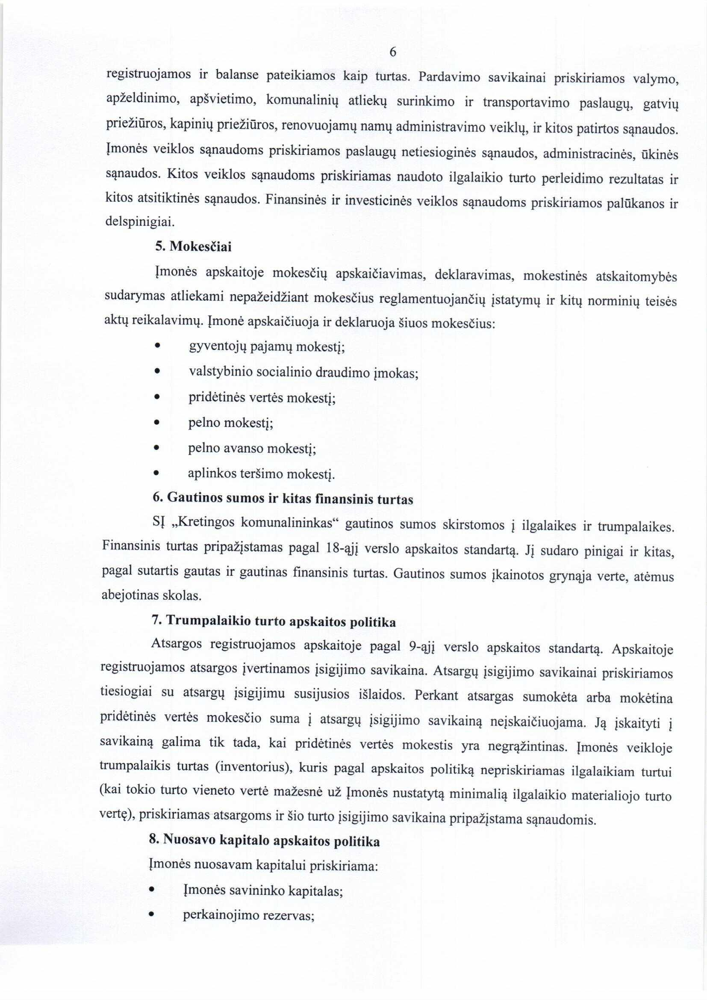 6
registruojamos ir balanse pateikiamos kaip turtas. Pardavimo savikainai priskiriamos valymo,
apželdinimo, apšvietimo, komunalinių atliekų surinkimo ir transportavimo paslaugų, gatvių
priežiūros, kapinių priežiūros, renovuojamų namų administravimo veiklų, ir kitos patirtos sąnaudos.
Įmonės veiklos sąnaudoms priskiriamos paslaugų netiesioginės sąnaudos, administracinės, ūkinės
sąnaudos. Kitos veiklos sąnaudoms priskiriamas naudoto ilgalaikio turto perleidimo rezultatas ir
kitos atsitiktinės sąnaudos. Finansinės ir investicinės veiklos sąnaudoms priskiriamos palūkanos ir
delspinigiai.
5. Mokesčiai
Įmonės apskaitoje mokesčių apskaičiavimas, deklaravimas, mokestinės atskaitomybės
sudarymas atliekami nepažeidžiant mokesčius reglamentuojančių įstatymų ir kitų norminių teisės
aktų reikalavimų. Įmonė apskaičiuoja ir deklaruoja šiuos mokesčius:
• gyventojų pajamų mokestį;
• valstybinio socialinio draudimo įmokas;
• pridėtinės vertės mokestį;
• pelno mokestį;
• pelno avanso mokestį;
• aplinkos teršimo mokestį.
6. Gautinos sumos ir kitas finansinis turtas
SĮ „Kretingos komunalininkas“ gautinos sumos skirstomos į ilgalaikes ir trumpalaikes.
Finansinis turtas pripažįstamas pagal 18-ąjį verslo apskaitos standartą. Jį sudaro pinigai ir kitas,
pagal sutartis gautas ir gautinas finansinis turtas. Gautinos sumos įkainotos grynąja verte, atėmus
abejotinas skolas.
7. Trumpalaikio turto apskaitos politika
Atsargos registruojamos apskaitoje pagal 9-ąjį verslo apskaitos standartą. Apskaitoje
registruojamos atsargos įvertinamos įsigijimo savikaina. Atsargų įsigijimo savikainai priskiriamos
tiesiogiai su atsargų įsigijimu susijusios išlaidos. Perkant atsargas sumokėta arba mokėtina
pridėtinės vertės mokesčio suma į atsargų įsigijimo savikainą neįskaičiuojama. Ją įskaityti į
savikainą galima tik tada, kai pridėtinės vertės mokestis yra negrąžintinas. Įmonės veikloje
trumpalaikis turtas (inventorius), kuris pagal apskaitos politiką nepriskiriamas ilgalaikiam turtui
(kai tokio turto vieneto vertė mažesnė už Įmonės nustatytą minimalią ilgalaikio materialiojo turto
vertę), priskiriamas atsargoms ir šio turto įsigijimo savikaina pripažįstama sąnaudomis.
8. Nuosavo kapitalo apskaitos politika
Įmonės nuosavam kapitalui priskiriama:
• Įmonės savininko kapitalas;
• perkainojimo rezervas;